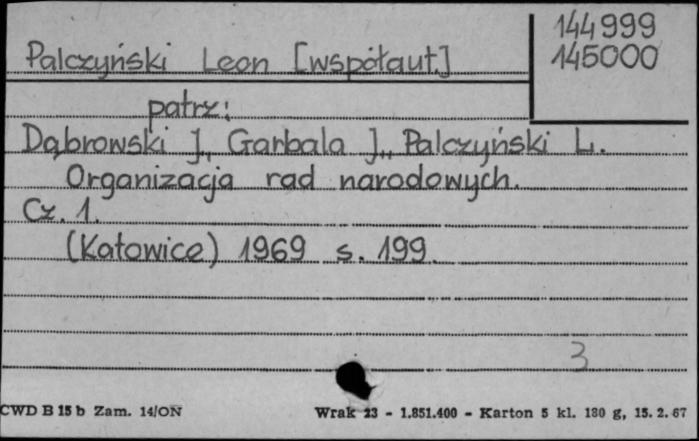 144999
Palczyński Leon [współaut.] 145000
patrz:
Dąbrowski J., Garbala J., Palczyński L.
Organizacja rad narodowych.
Cz. 1.
(Katowice) 1969 s. 199.
3
CWD B 15 b Zam. 14/ON Wrak 23 - 1.851.400 - Karton 5 kl. 180 g, 15. 2. 67